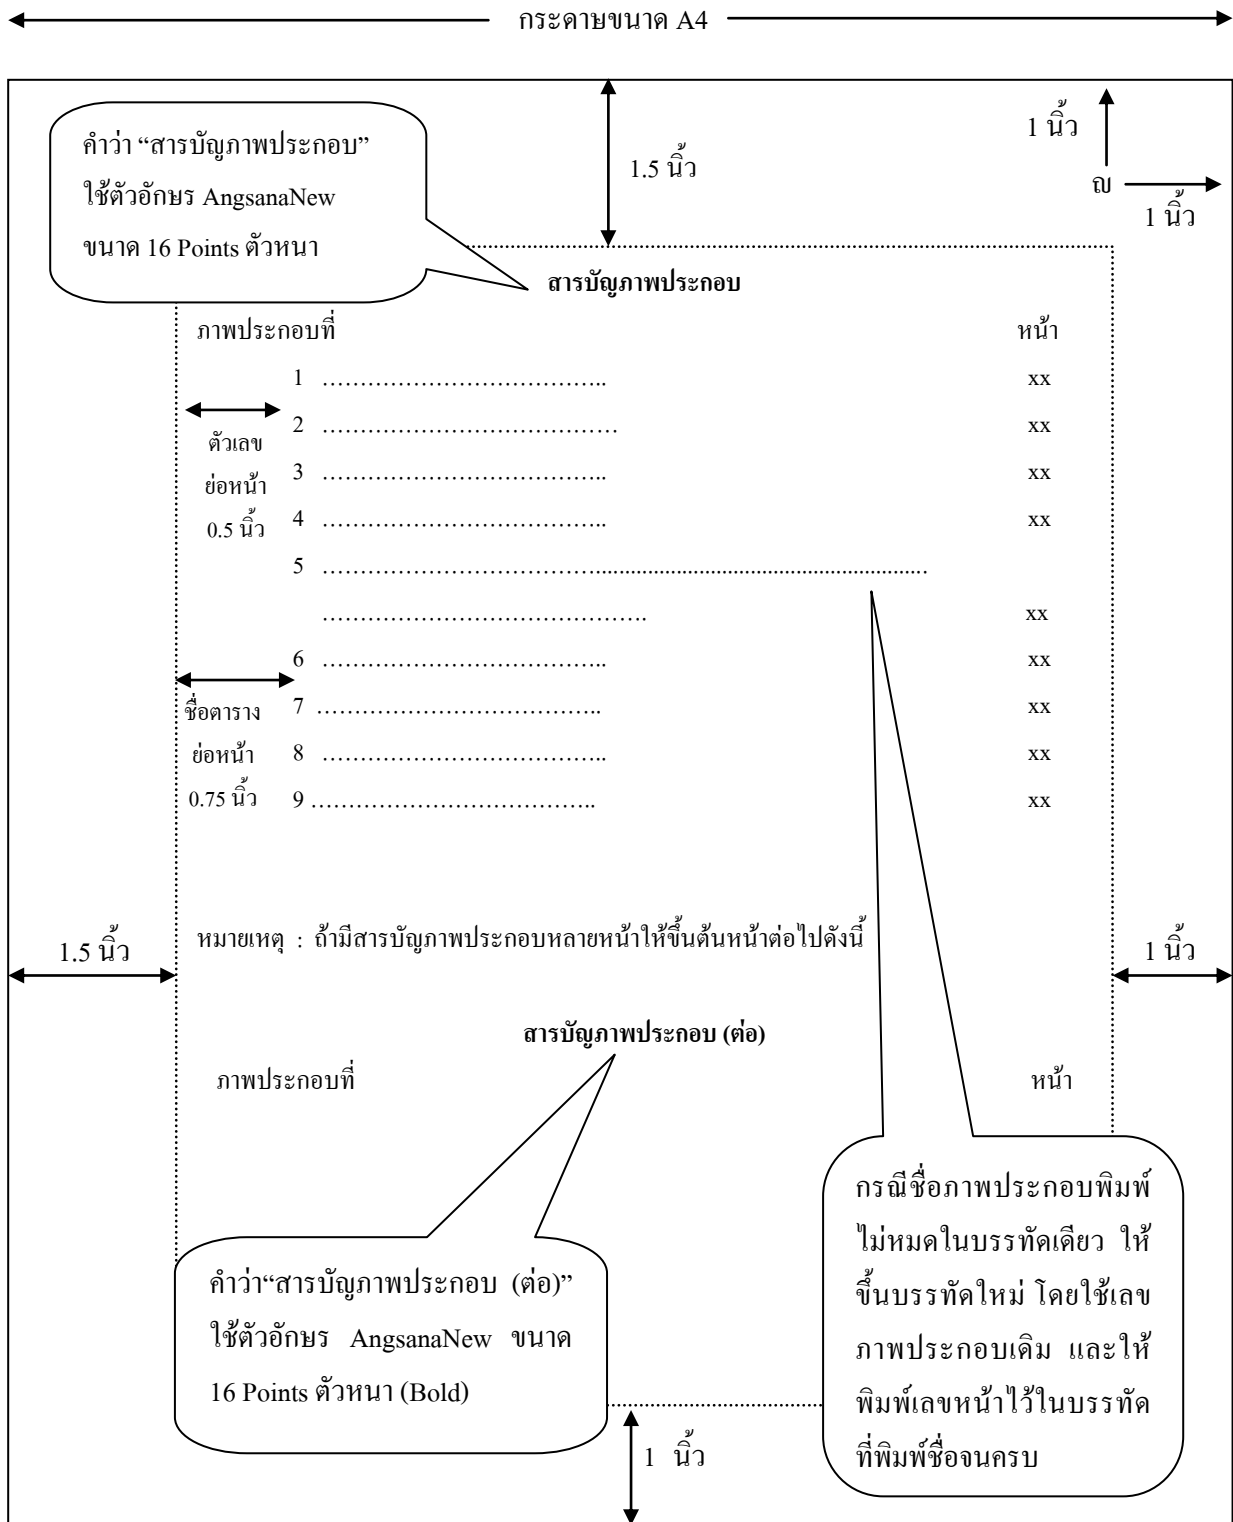 กระดาษขนาด A4
คำว่า “สารบัญภาพประกอบ”
ใช้ตัวอักษร AngsanaNew
ขนาด 16 Points ตัวหนา
1.5 นิ้ว
1 นิ้ว
ญ
1 นิ้ว
สารบัญภาพประกอบ
ภาพประกอบที่ หน้า
1 ……………………………….. xx
2 ………………………………… xx
3 ……………………………….. xx
4 ……………………………….. xx
5 ………………………………..............................................................................
……………………………………. xx
6 ……………………………….. xx
7 ……………………………….. xx
8 ……………………………….. xx
9 ……………………………….. xx
ตัวเลข
ย่อหน้า
0.5 นิ้ว
ชื่อตาราง
ย่อหน้า
0.75 นิ้ว
หมายเหตุ : ถ้ามีสารบัญภาพประกอบหลายหน้าให้ขึ้นต้นหน้าต่อไปดังนี้
1.5 นิ้ว
1 นิ้ว
สารบัญภาพประกอบ (ต่อ)
ภาพประกอบที่ หน้า
คำว่า“สารบัญภาพประกอบ (ต่อ)”
ใช้ตัวอักษร AngsanaNew ขนาด
16 Points ตัวหนา (Bold)
กรณีชื่อภาพประกอบพิมพ์
ไม่หมดในบรรทัดเดียว ให้
ขึ้นบรรทัดใหม่ โดยใช้เลข
ภาพประกอบเดิม และให้
พิมพ์เลขหน้าไว้ในบรรทัด
ที่พิมพ์ชื่อจนครบ
1 นิ้ว